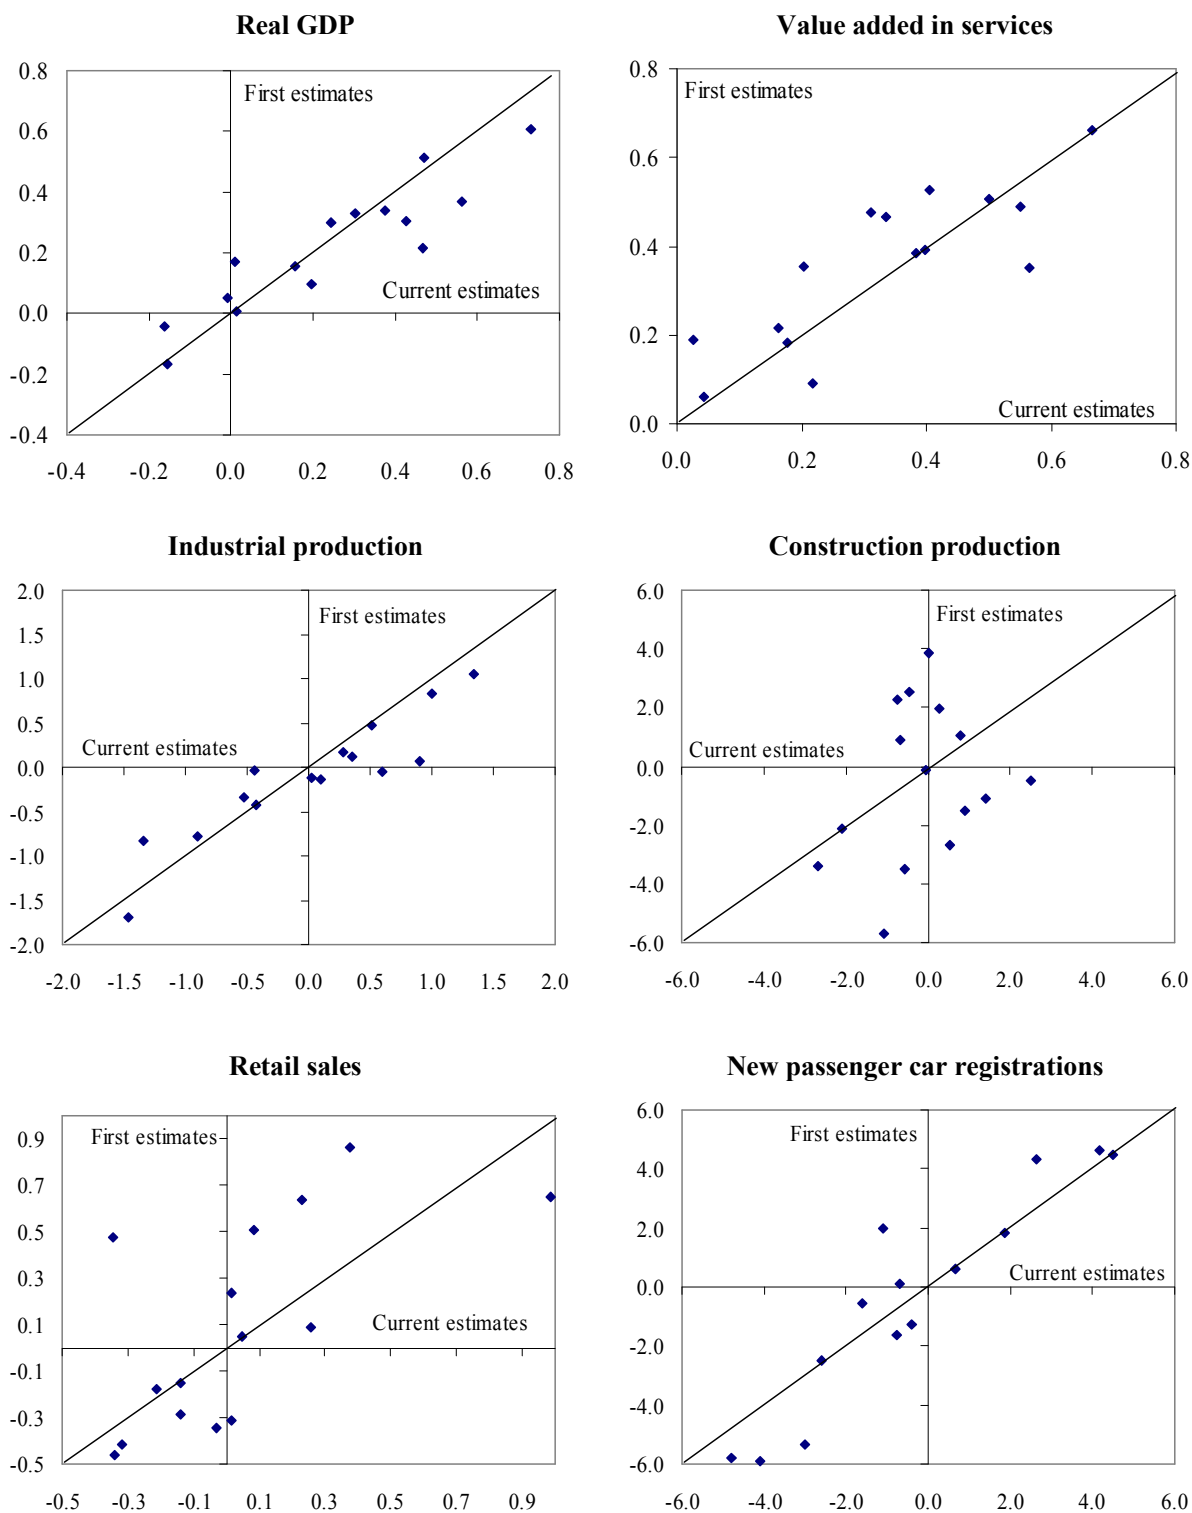 Real GDP
Value added in services
0.8
First estimates
0.6
0.4
0.2
Current estimates
0.0
-0.2
-0.4
-0.4 -0.2 0.0 0.2 0.4 0.6 0.8
0.8
First estimates
0.6
0.4
0.2
Current estimates
0.0
0.0 0.2 0.4 0.6 0.8
Industrial production
Construction production
2.0
First estimates
1.5
1.0
0.5
Current estimates
0.0
-0.5
-1.0
-1.5
-2.0
-2.0 -1.5 -1.0 -0.5 0.0 0.5 1.0 1.5 2.0
6.0
First estimates
4.0
2.0
Current estimates
0.0
-2.0
-4.0
-6.0
-6.0 -4.0 -2.0 0.0 2.0 4.0 6.0
Retail sales
New passenger car registrations
First estimates
0.9
0.7
0.5
0.3
0.1
Current estimates
-0.1
-0.3
-0.5
-0.5 -0.3 -0.1 0.1 0.3 0.5 0.7 0.9
6.0
First estimates
4.0
2.0
Current estimates
0.0
-2.0
-4.0
-6.0
-6.0 -4.0 -2.0 0.0 2.0 4.0 6.0